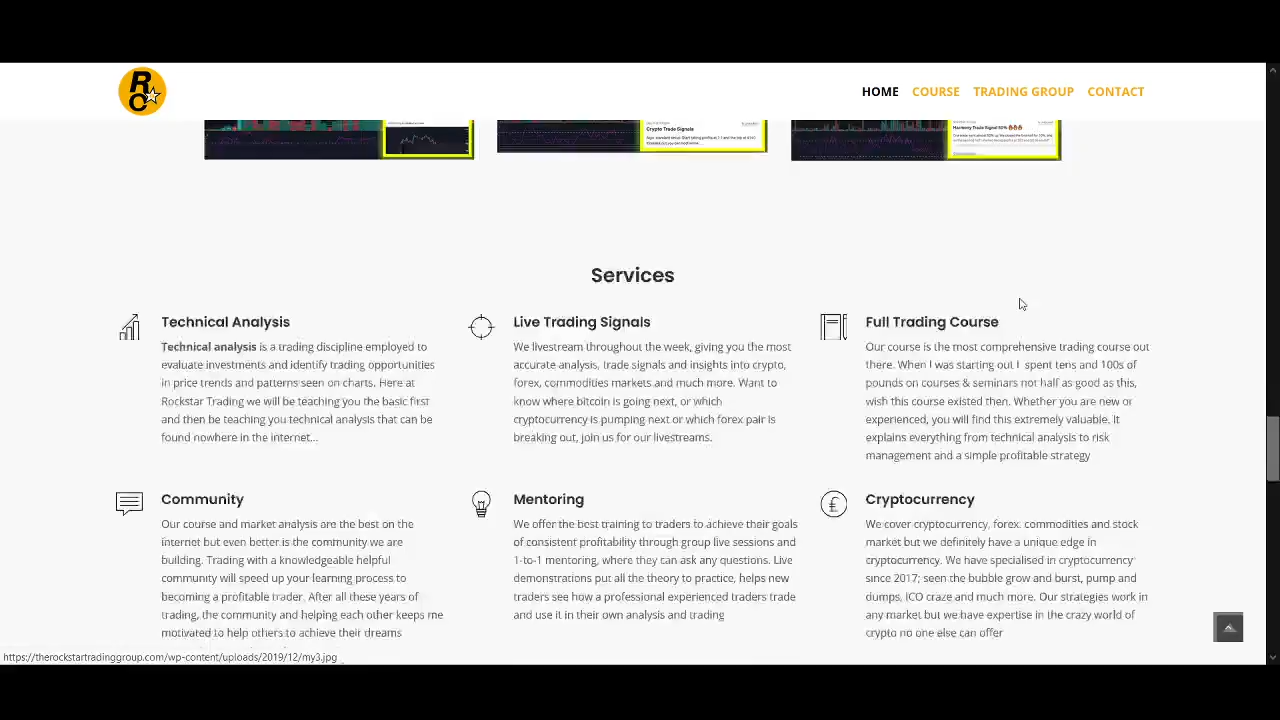 HOME COURSE TRADING GROUP CONTACT
Crypto Trade Signals
Harmony Trade Signal 50%
Services
Technical Analysis
Technical analysis is a trading discipline employed to
evaluate investments and identify trading opportunities
in price trends and patterns seen on charts. Here at
Rockstar Trading we will be teaching you the basic first
and then be teaching you technical analysis that can be
found nowhere in the internet...
Live Trading Signals
We livestream throughout the week, giving you the most
accurate analysis, trade signals and insights into crypto,
forex, commodities markets and much more. Want to
know where bitcoin is going next, or which
cryptocurrency is pumping next or which forex pair is
breaking out, join us for our livestreams.
Full Trading Course
Our course is the most comprehensive trading course out
there. When I was starting out I spent tens and 100s of
pounds on courses & seminars not half as good as this,
wish this course existed then. Whether you are new or
experienced, you will find this extremely valuable. It
explains everything from technical analysis to risk
management and a simple profitable strategy
Community
Our course and market analysis are the best on the
internet but even better is the community we are
building. Trading with a knowledgeable helpful
community will speed up your learning process to
becoming a profitable trader. After all these years of
trading, the community and helping each other keeps me
motivated to help others to achieve their dreams
Mentoring
We offer the best training to traders to achieve their goals
of consistent profitability through group live sessions and
1-to-1 mentoring, where they can ask any questions. Live
demonstrations put all the theory to practice, helps new
traders see how a professional experienced traders trade
and use it in their own analysis and trading
Cryptocurrency
We cover cryptocurrency, forex, commodities and stock
market but we definitely have a unique edge in
cryptocurrency. We have specialised in cryptocurrency
since 2017; seen the bubble grow and burst, pump and
dumps, ICO craze and much more. Our strategies work in
any market but we have expertise in the crazy world of
crypto no one else can offer
https://therockstartradinggroup.com/wp-content/uploads/2019/12/my3.jpg